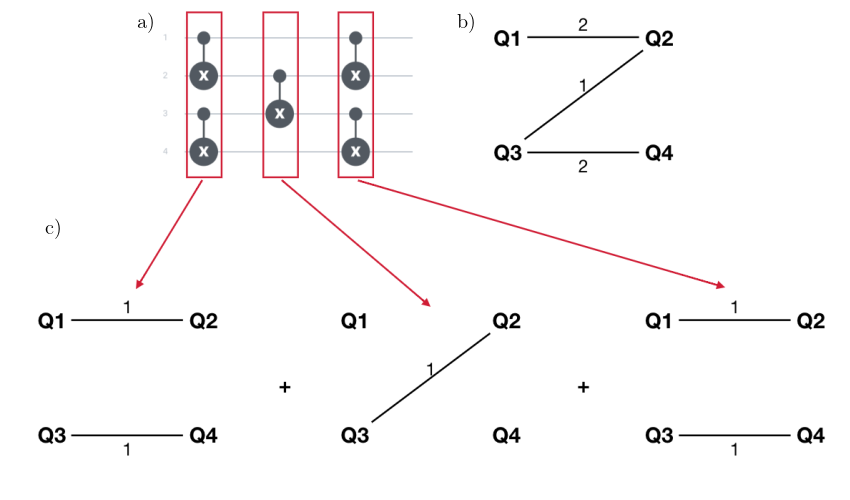 a)
1
2
3
4
X
X
X
X
X
b)
Q1 2 Q2
1
Q3 2 Q4
c)
Q1 1 Q2
Q3 1 Q4
+
Q1 Q2
1
Q3 Q4
+
Q1 1 Q2
Q3 1 Q4